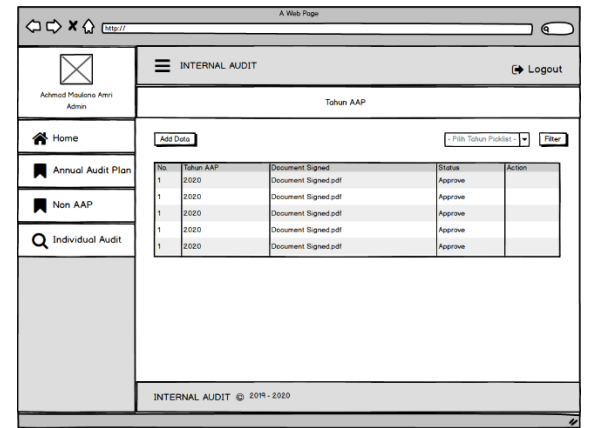 A Web Page
http://
INTERNAL AUDIT
Logout
Achmad Maulana Amri
Admin
Tahun AAP
Home
Annual Audit Plan
Non AAP
Individual Audit
Add Data
- Pilih Tahun Picklist -
Filter
No. Tahun AAP Document Signed Status Action
1 2020 Document Signed.pdf Approve
1 2020 Document Signed.pdf Approve
1 2020 Document Signed.pdf Approve
1 2020 Document Signed.pdf Approve
1 2020 Document Signed.pdf Approve
INTERNAL AUDIT © 2019 - 2020